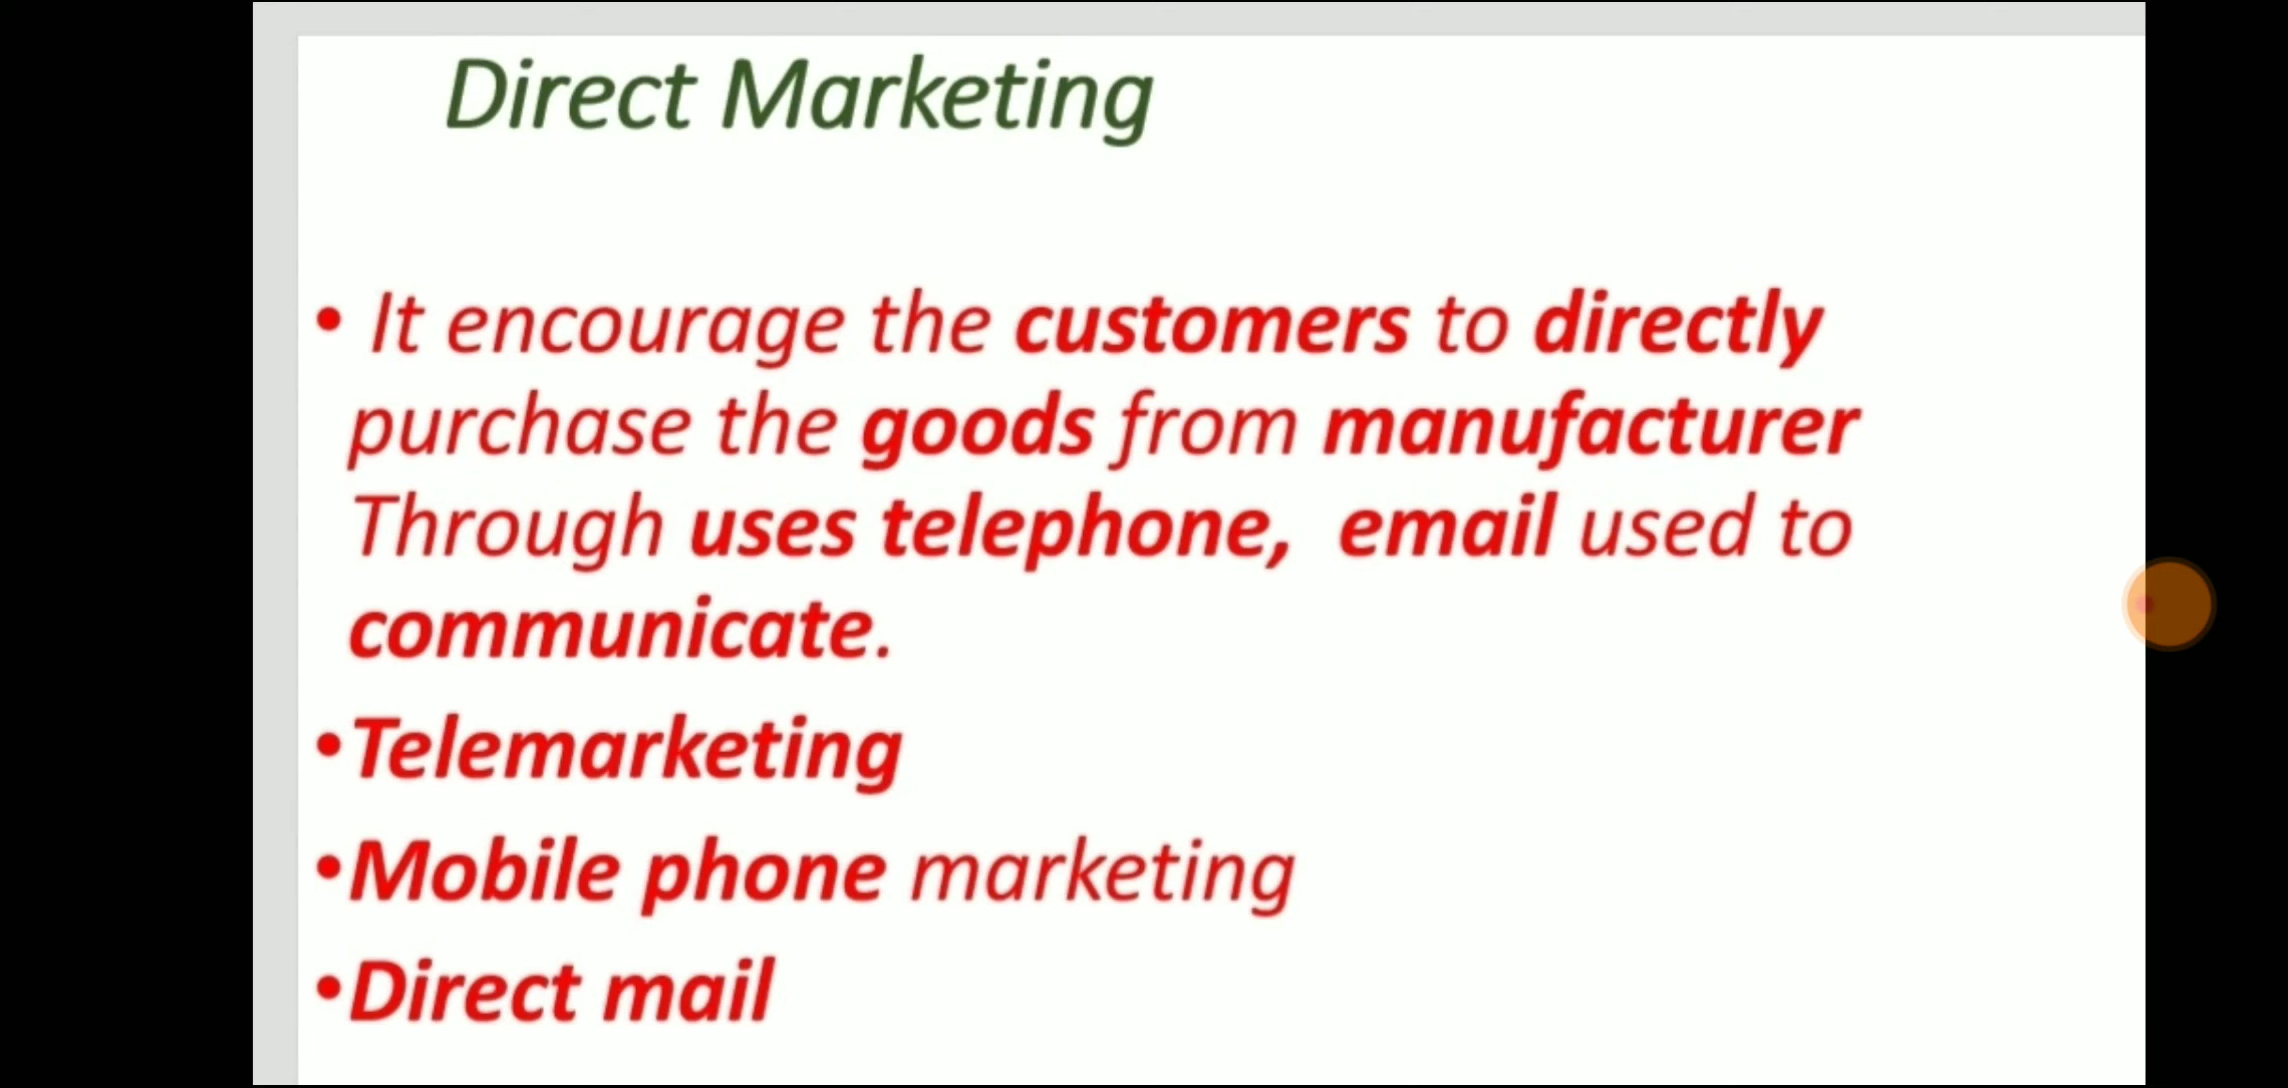 Direct Marketing
• It encourage the customers to directly
purchase the goods from manufacturer
Through uses telephone, email used to
communicate.
•Telemarketing
•Mobile phone marketing
•Direct mail